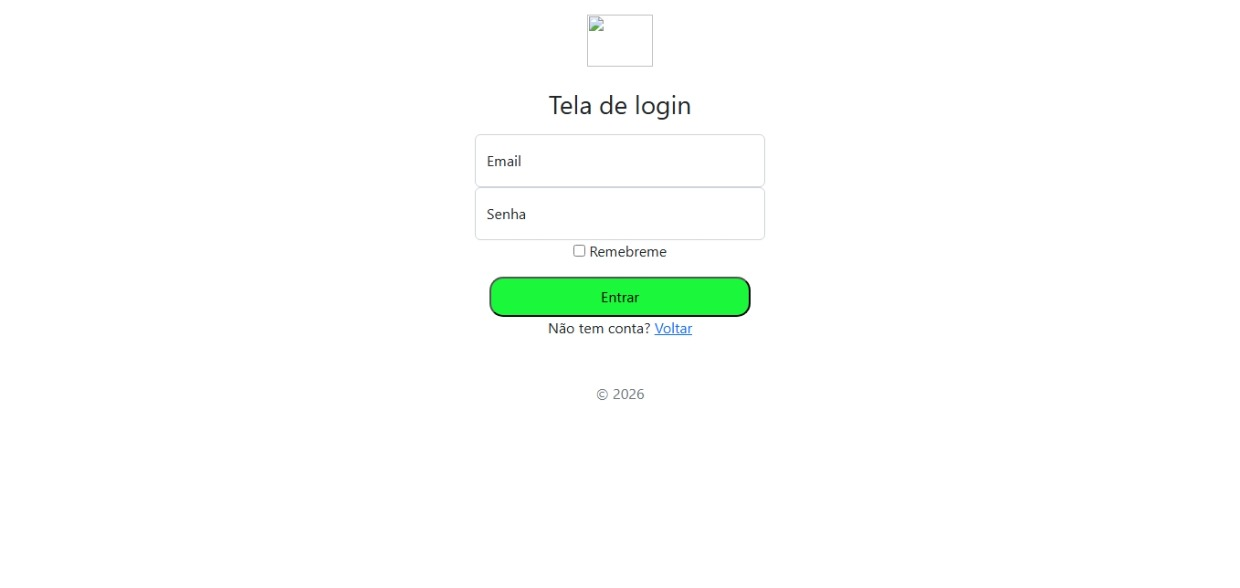 Tela de login
Email
Senha
Remebreme
Entrar
Não tem conta? Voltar
© 2026